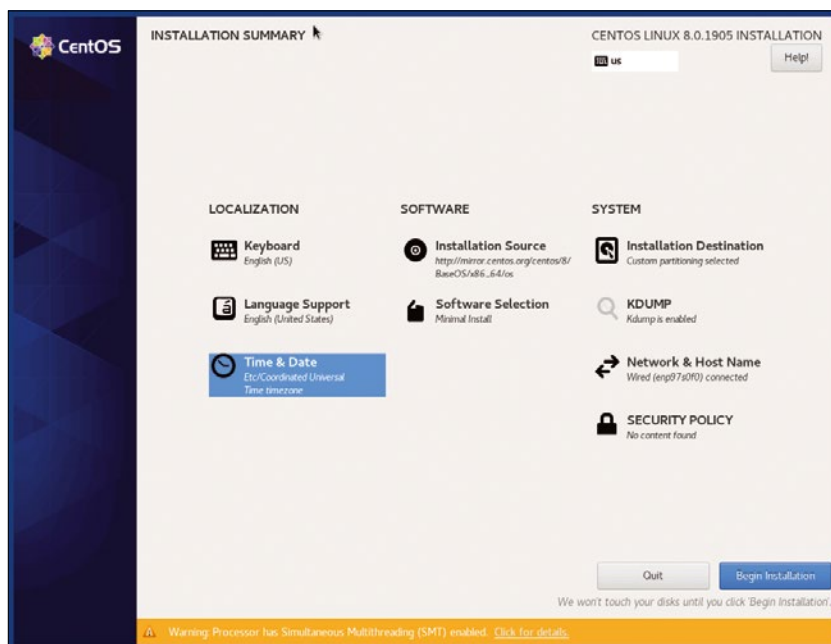 CentOS
INSTALLATION SUMMARY
CENTOS LINUX 8.0.1905 INSTALLATION
us
Help!
LOCALIZATION
Keyboard
English (US)
Language Support
English (United States)
Time & Date
Etc/Coordinated Universal
Time timezone
SOFTWARE
Installation Source
http://mirror.centos.org/centos/8/
BaseOS/x86_64/os
Software Selection
Minimal Install
SYSTEM
Installation Destination
Custom partitioning selected
KDUMP
Kdump is enabled
Network & Host Name
Wired (enp97s0f0) connected
SECURITY POLICY
No content found
Quit
Begin Installation
We won't touch your disks until you click 'Begin Installation'.
Warning: Processor has Simultaneous Multithreading (SMT) enabled. Click for details.